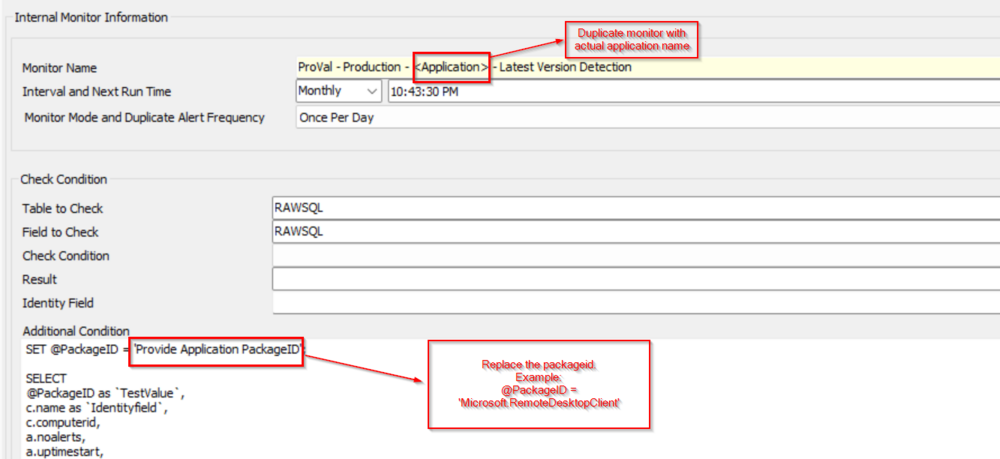 Internal Monitor Information
Duplicate monitor with
actual application name
Monitor Name
ProVal - Production - <Application> - Latest Version Detection
Interval and Next Run Time
Monthly
10:43:30 PM
Monitor Mode and Duplicate Alert Frequency
Once Per Day
Check Condition
Table to Check
RAWSQL
Field to Check
RAWSQL
Check Condition
Result
Identity Field
Additional Condition
SET @PackageID = 'Provide Application PackageID';
Replace the packageid.
Example:
@PackageID =
'Microsoft.RemoteDesktopClient'
SELECT
@PackageID as `TestValue`,
c.name as `Identityfield`,
c.computerid,
a.noalerts,
a.uptimestart,